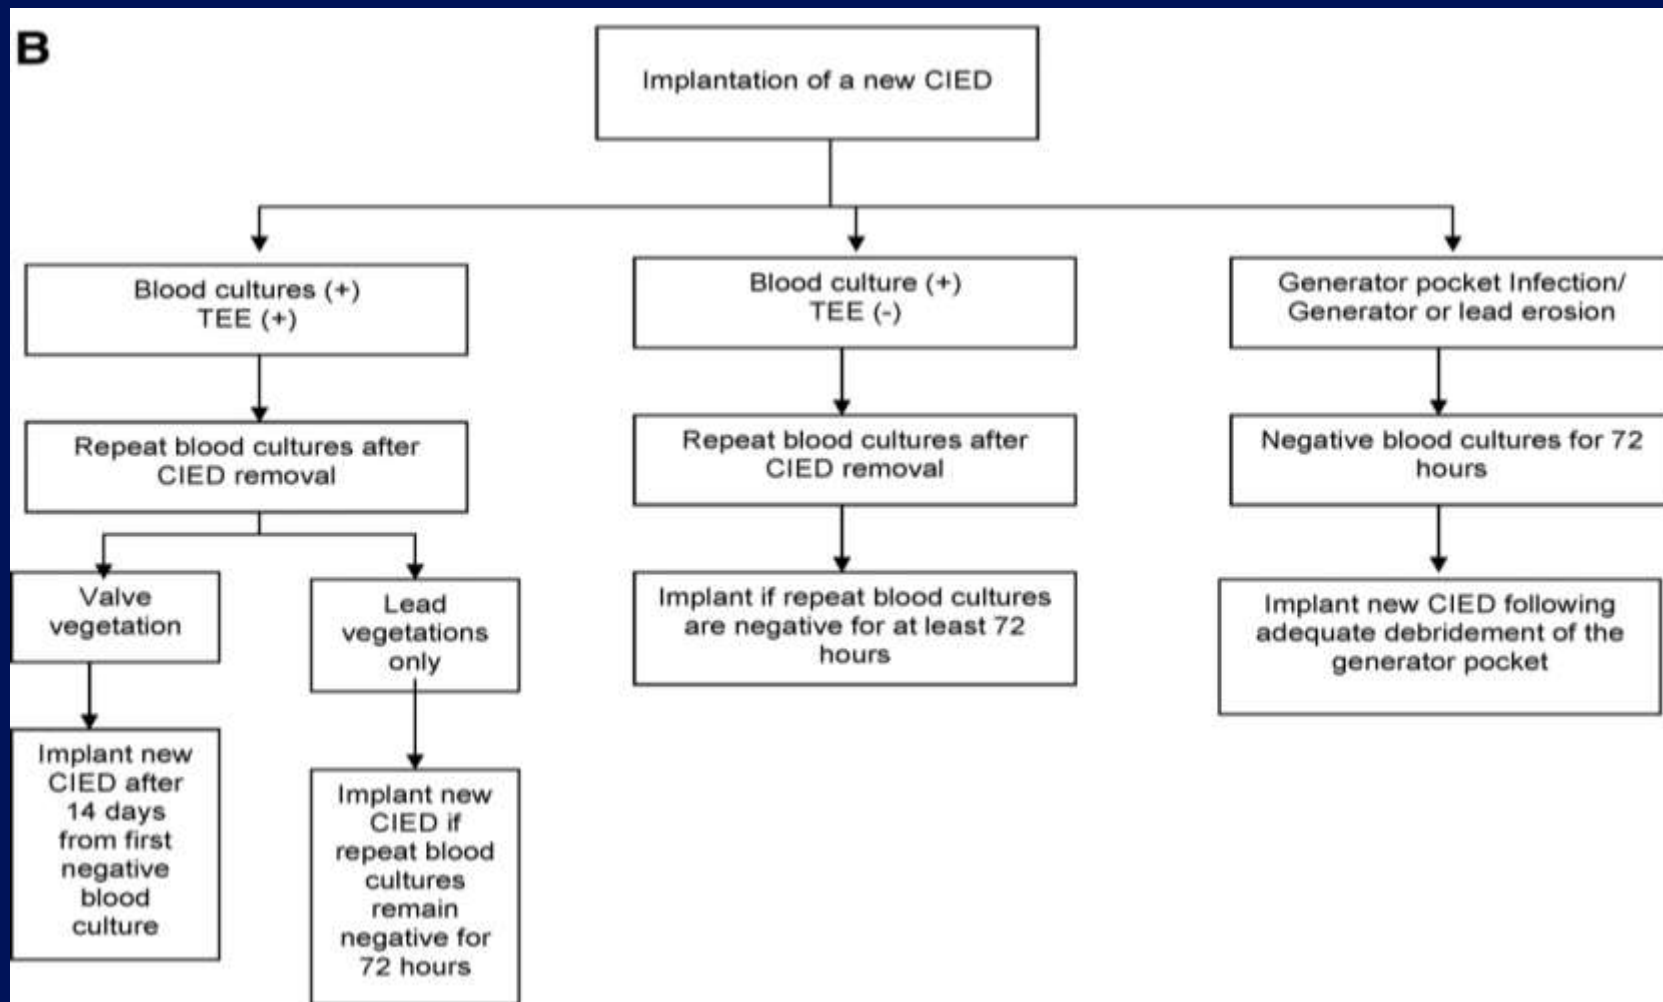 B
Implantation of a new CIED
Blood cultures (+)
TEE (+)
Blood culture (+)
TEE (-)
Generator pocket Infection/
Generator or lead erosion
Repeat blood cultures after
CIED removal
Repeat blood cultures after
CIED removal
Negative blood cultures for 72
hours
Valve
vegetation
Lead
vegetations
only
Implant if repeat blood cultures
are negative for at least 72
hours
Implant new CIED following
adequate debridement of the
generator pocket
Implant new
CIED after
14 days
from first
negative
blood
culture
Implant new
CIED if
repeat blood
cultures
remain
negative for
72 hours